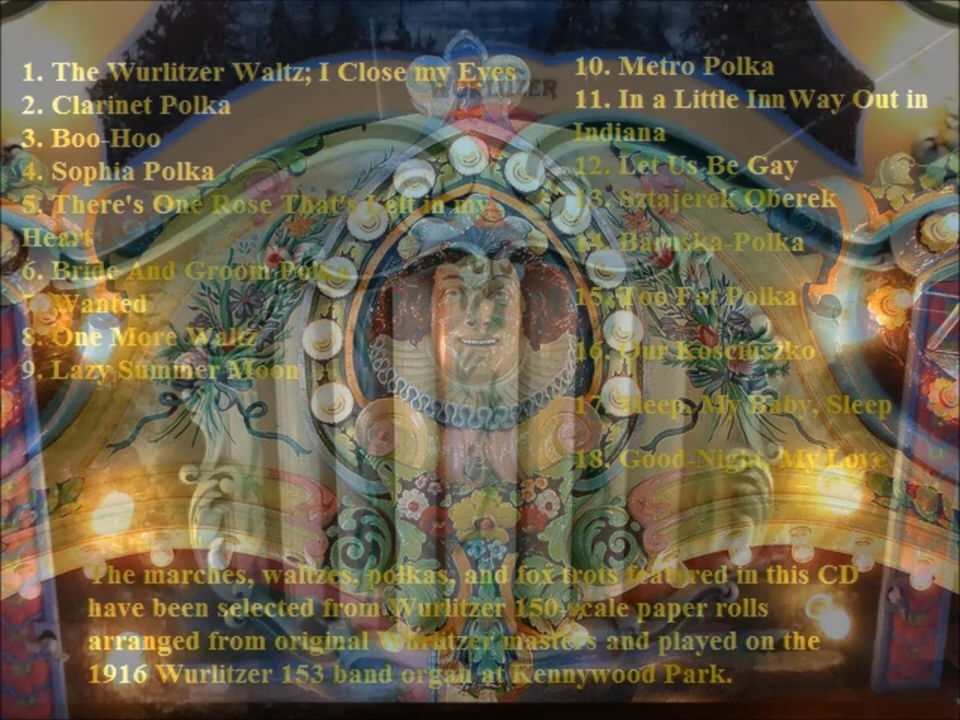 1. The Wurlitzer Waltz; I Close my Eyes
2. Clarinet Polka
3. Boo-Hoo
4. Sophia Polka
5. There's One Rose That's Left in my
Heart
6. Bride And Groom Polka
7. Wanted
8. One More Waltz
9. Lazy Summer Moon
10. Metro Polka
11. In a Little InnWay Out in
Indiana
12. Let Us Be Gay
13. Sztajerek Oberek
14. Barnska-Polka
15. Too Fat Polka
16. Our Kosciuszko
17. Sleep, My Baby, Sleep
18. Good-Night, My Love
WURLITZER
The marches, waltzes, polkas, and fox trots featured in this CD
have been selected from Wurlitzer 150 scale paper rolls
arranged from original Wurlitzer masters and played on the
1916 Wurlitzer 153 band organ at Kennywood Park.